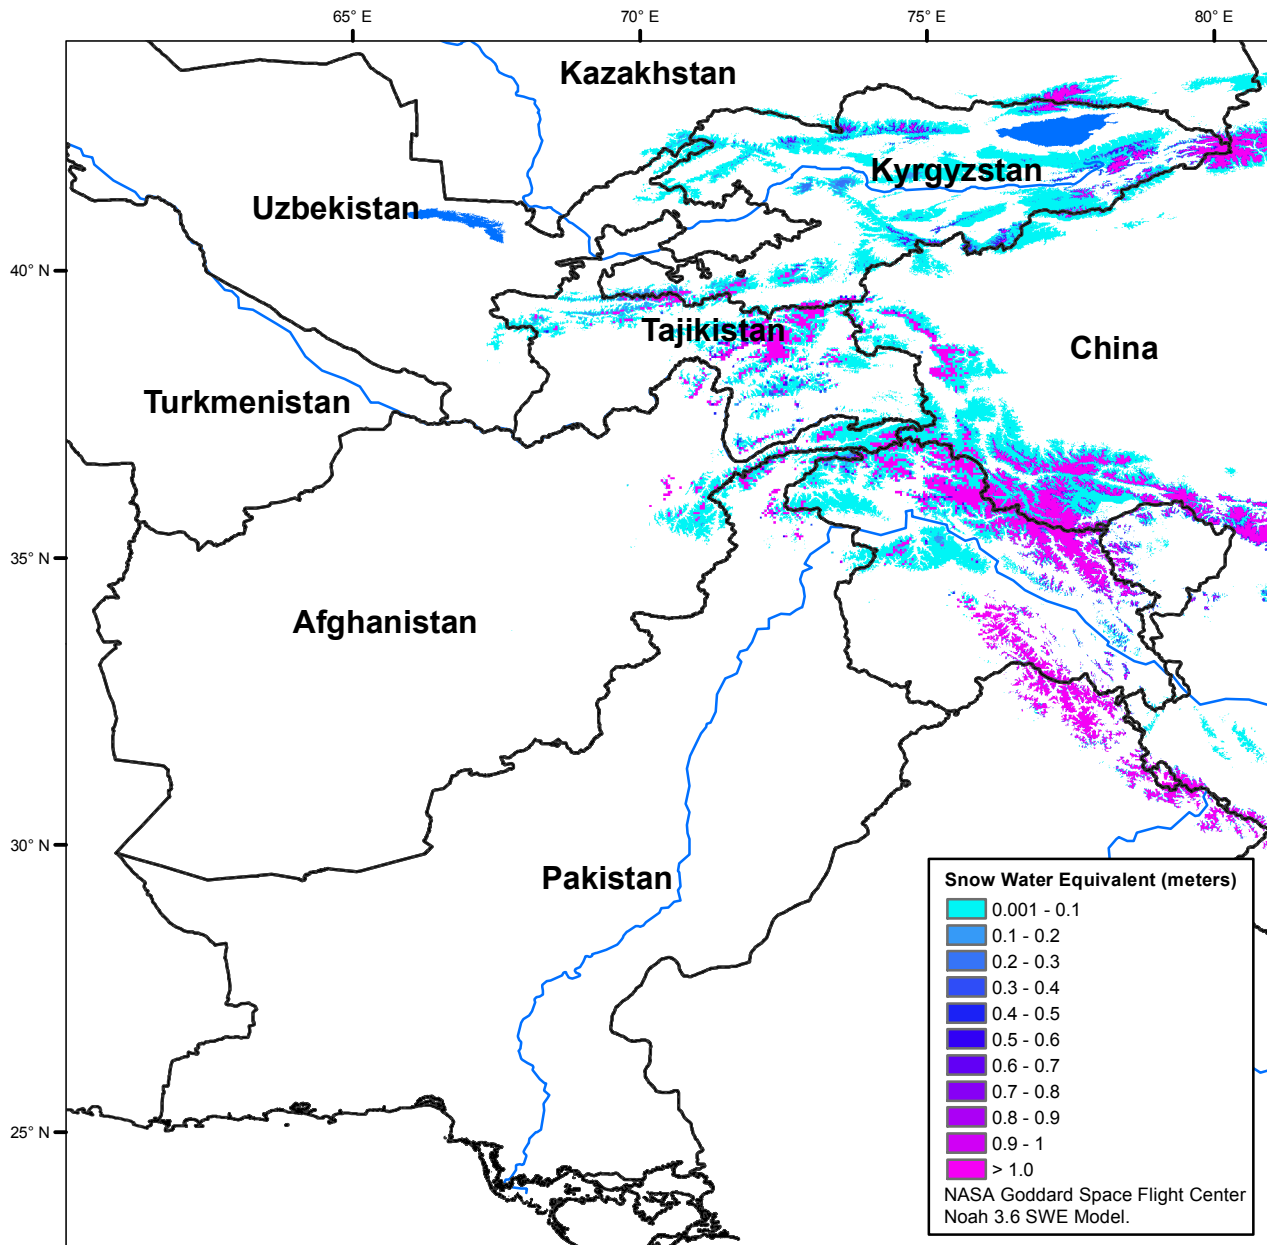 65° E
70° E
75° E
80° E
Kazakhstan
Kyrgyzstan
Uzbekistan
40° N
Tajikistan
China
Turkmenistan
35° N
Afghanistan
30° N
Pakistan
25° N
Snow Water Equivalent (meters)
0.001 - 0.1
0.1 - 0.2
0.2 - 0.3
0.3 - 0.4
0.4 - 0.5
0.5 - 0.6
0.6 - 0.7
0.7 - 0.8
0.8 - 0.9
0.9 - 1
> 1.0
NASA Goddard Space Flight Center
Noah 3.6 SWE Model.